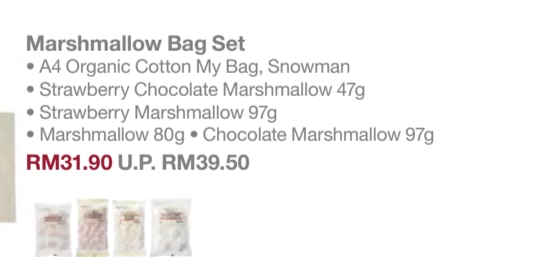 Marshmallow Bag Set
• A4 Organic Cotton My Bag, Snowman
• Strawberry Chocolate Marshmallow 47g
• Strawberry Marshmallow 97g
• Marshmallow 80g • Chocolate Marshmallow 97g
RM31.90 U.P. RM39.50